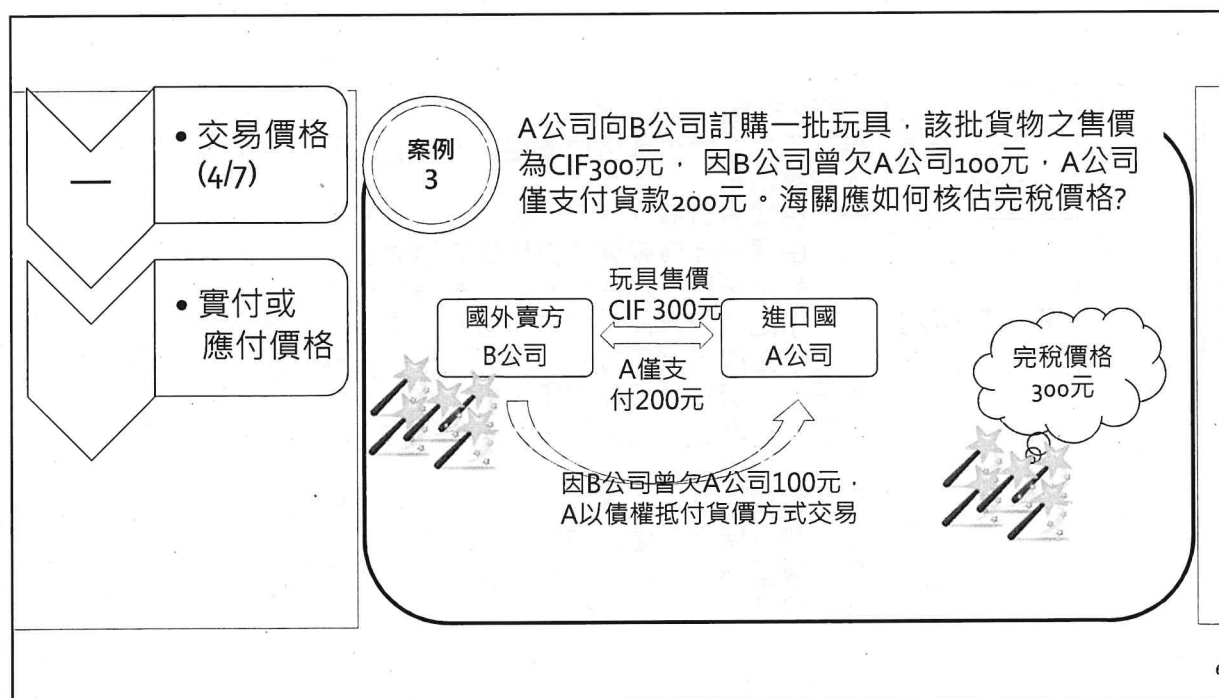 一
• 交易價格
(4/7)
• 實付或
應付價格
案例
3
A公司向B公司訂購一批玩具，該批貨物之售價
為CIF300元， 因B公司曾欠A公司100元，A公司
僅支付貨款200元。海關應如何核估完稅價格?
玩具售價
CIF 300元
國外賣方
B公司
進口國
A公司
A僅支
付200元
完稅價格
300元
因B公司曾欠A公司100元，
A以債權抵付貨價方式交易